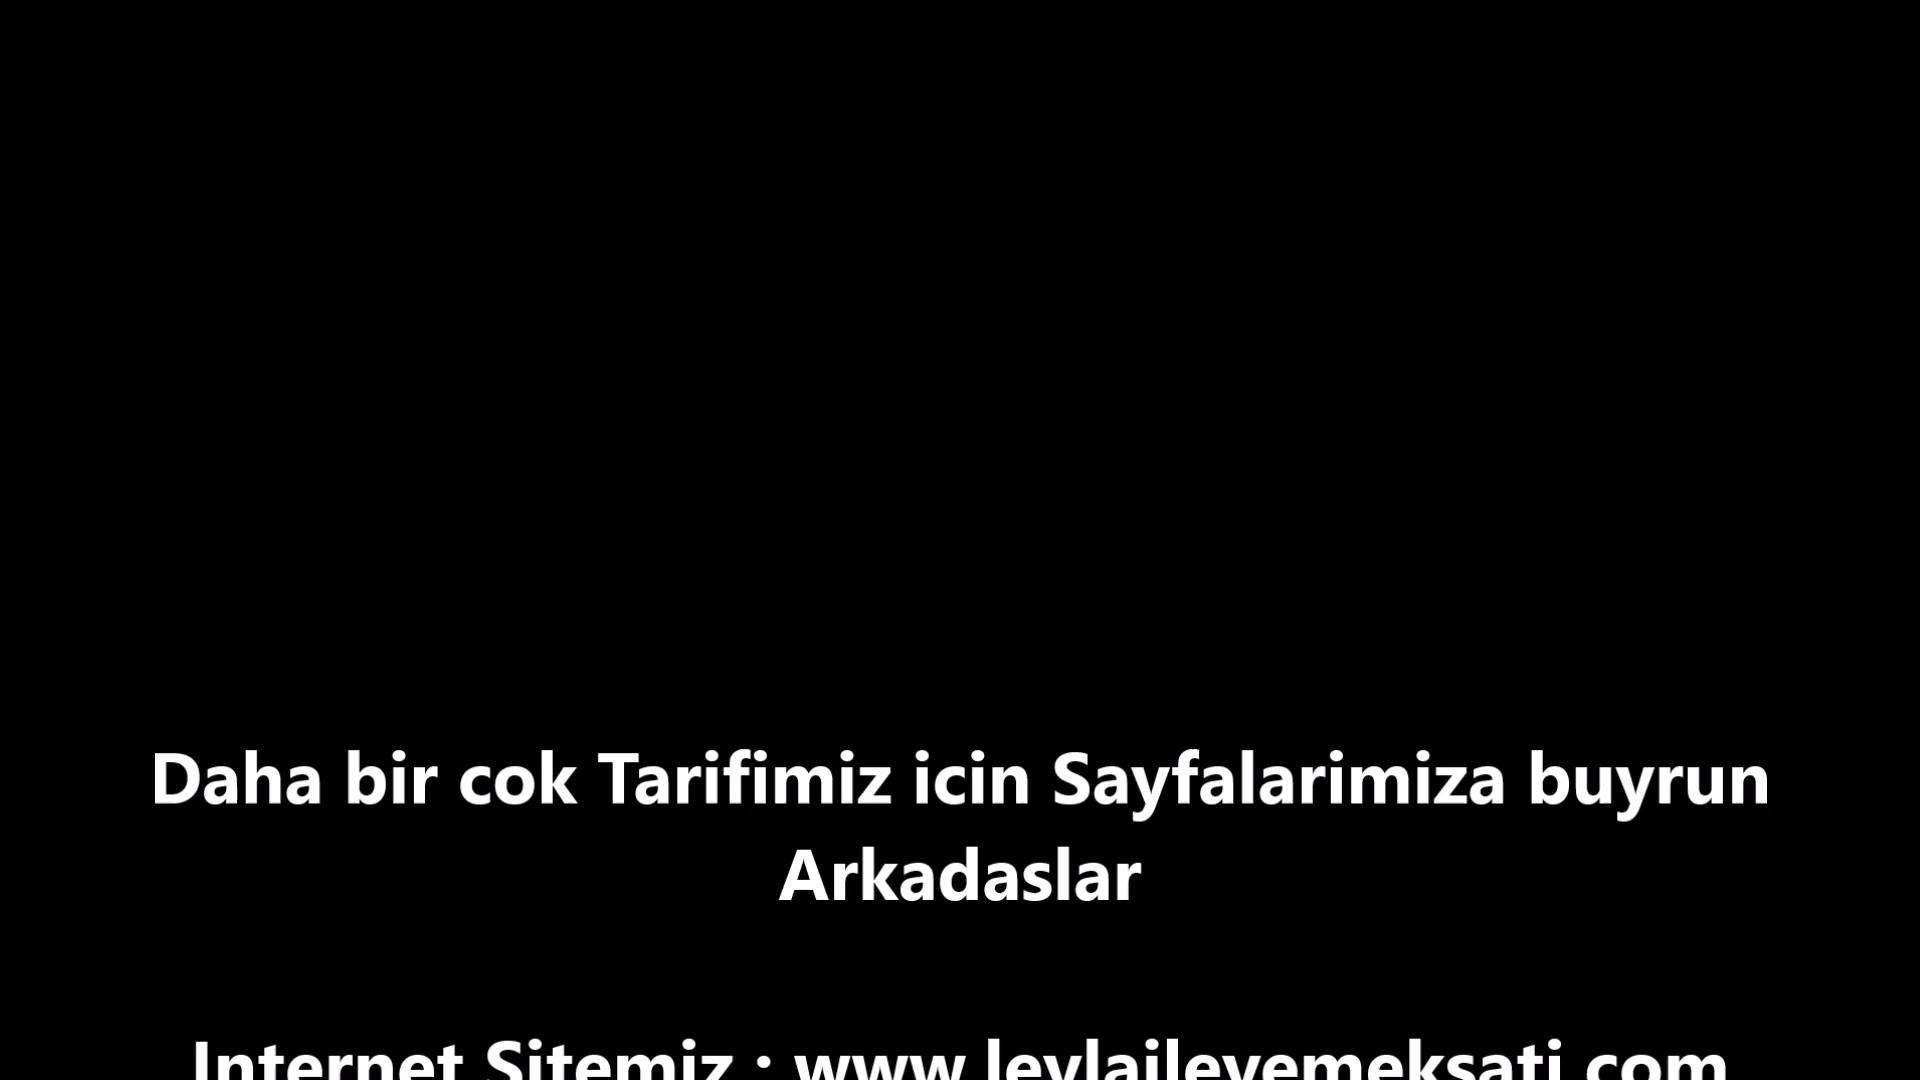 Daha bir cok Tarifimiz icin Sayfalarimiza buyrun
Arkadaslar
Internet Sitemiz : www.leylaileyemeksati.com